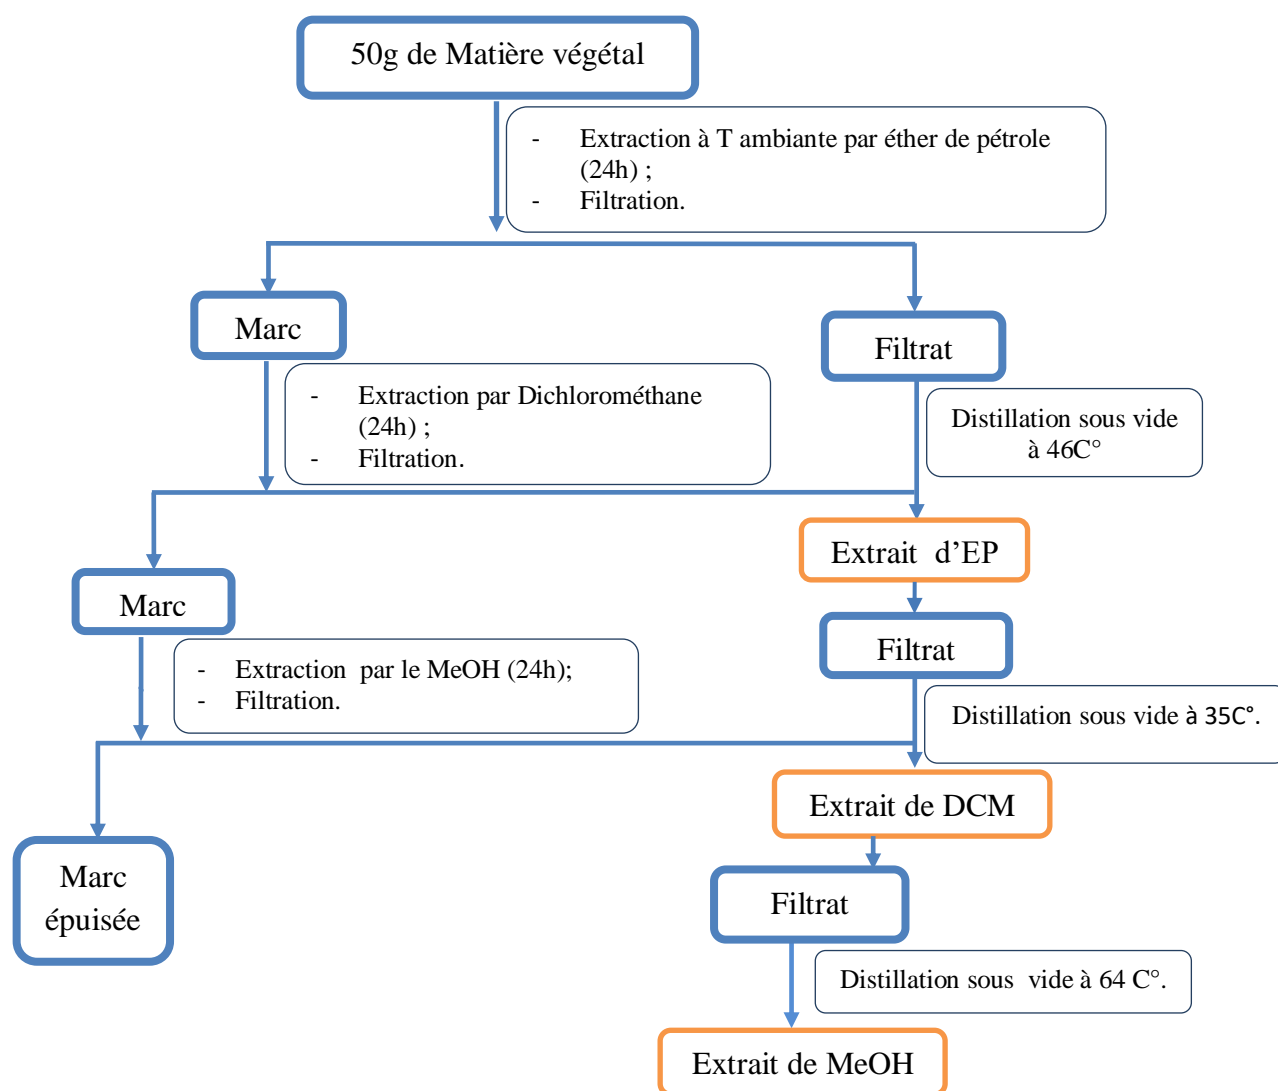 50g de Matière végétal
- Extraction à T ambiante par éther de pétrole
(24h) ;
- Filtration.
Marc
Filtrat
- Extraction par Dichlorométhane
(24h) ;
- Filtration.
Distillation sous vide
à 46C°
Extrait d’EP
Marc
Filtrat
- Extraction par le MeOH (24h);
- Filtration.
Distillation sous vide à 35C°.
Extrait de DCM
Marc
épuisée
Filtrat
Distillation sous vide à 64 C°.
Extrait de MeOH